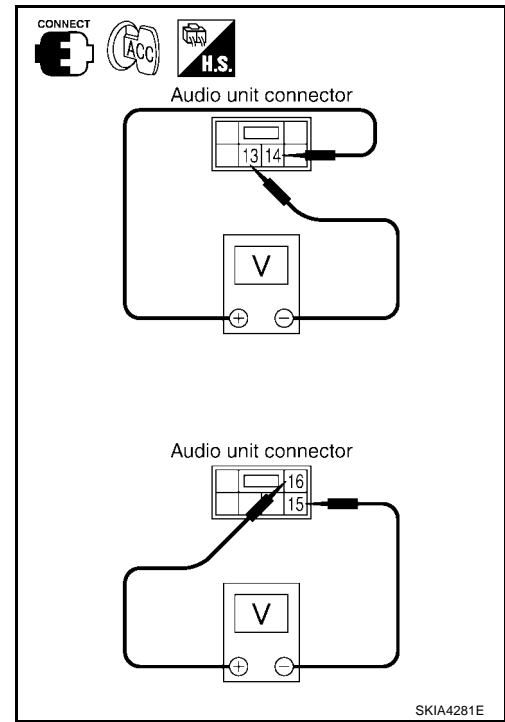 CONNECT
ACC
H.S.
Audio unit connector
13 14
V
+ -
Audio unit connector
16
15
V
+ -
SKIA4281E